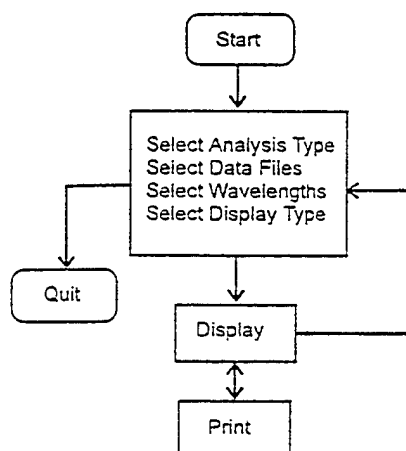 Start
Select Analysis Type
Select Data Files
Select Wavelengths
Select Display Type
Quit
Display
Print